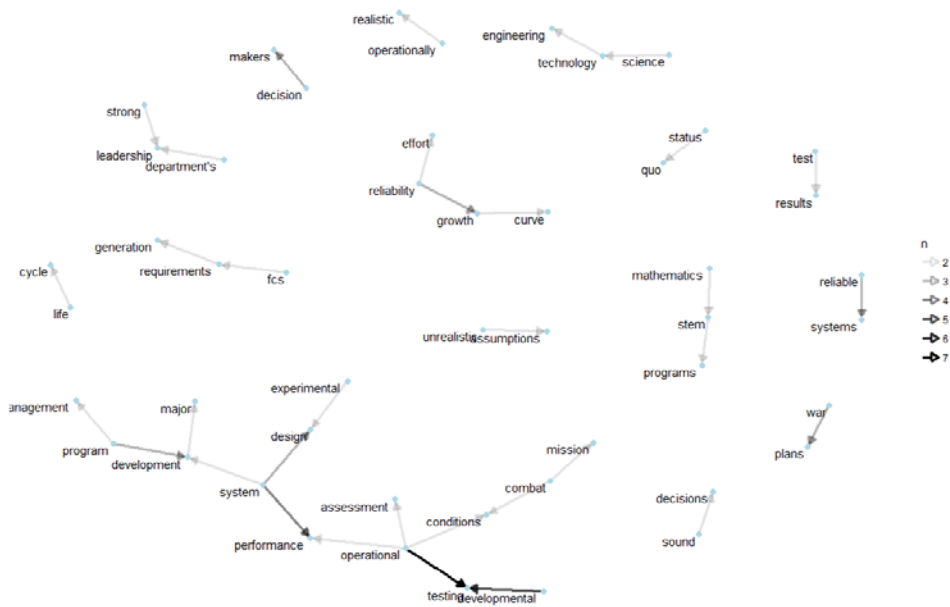 realistic
operationally
engineering
technology
science
makers
decision
strong
leadership
department's
effort
reliability
growth
curve
status
quo
test
results
generation
requirements
fcs
cycle
life
n
2
3
4
5
6
7
mathematics
stem
programs
reliable
systems
unrealistic
assumptions
experimental
design
anagement
major
program
development
system
mission
combat
war
plans
assessment
conditions
decisions
sound
performance
operational
testing
developmental